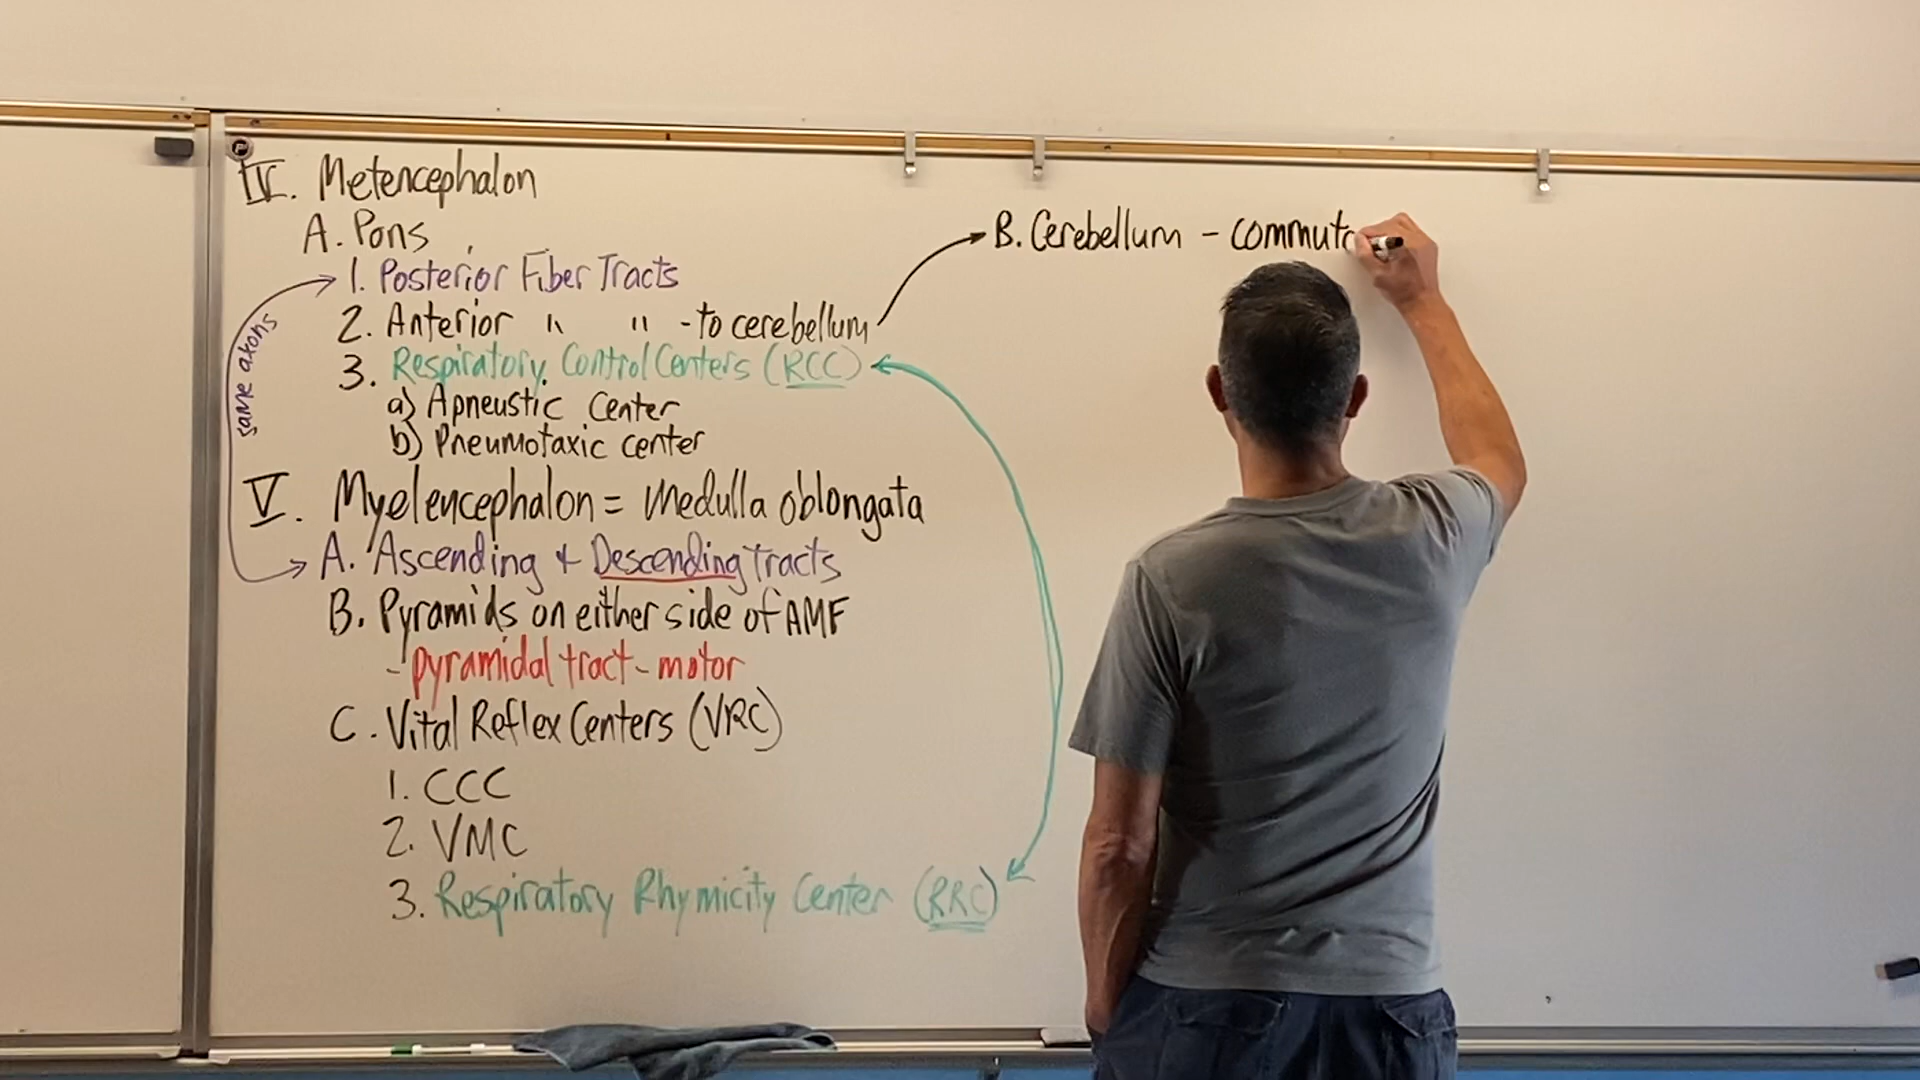 IV. Metencephalon
A. Pons
1. Posterior Fiber Tracts
2. Anterior " " - to cerebellum
3. Respiratory Control Centers (RCC)
a) Apneustic Center
b) Pneumotaxic center
same axons
V. Myelencephalon = Medulla oblongata
A. Ascending + Descending Tracts
B. Pyramids on either side of AMF
- pyramidal tract - motor
C. Vital Reflex Centers (VRC)
1. CCC
2. VMC
3. Respiratory Rhymicity Center (RRC)
B. Cerebellum - commut